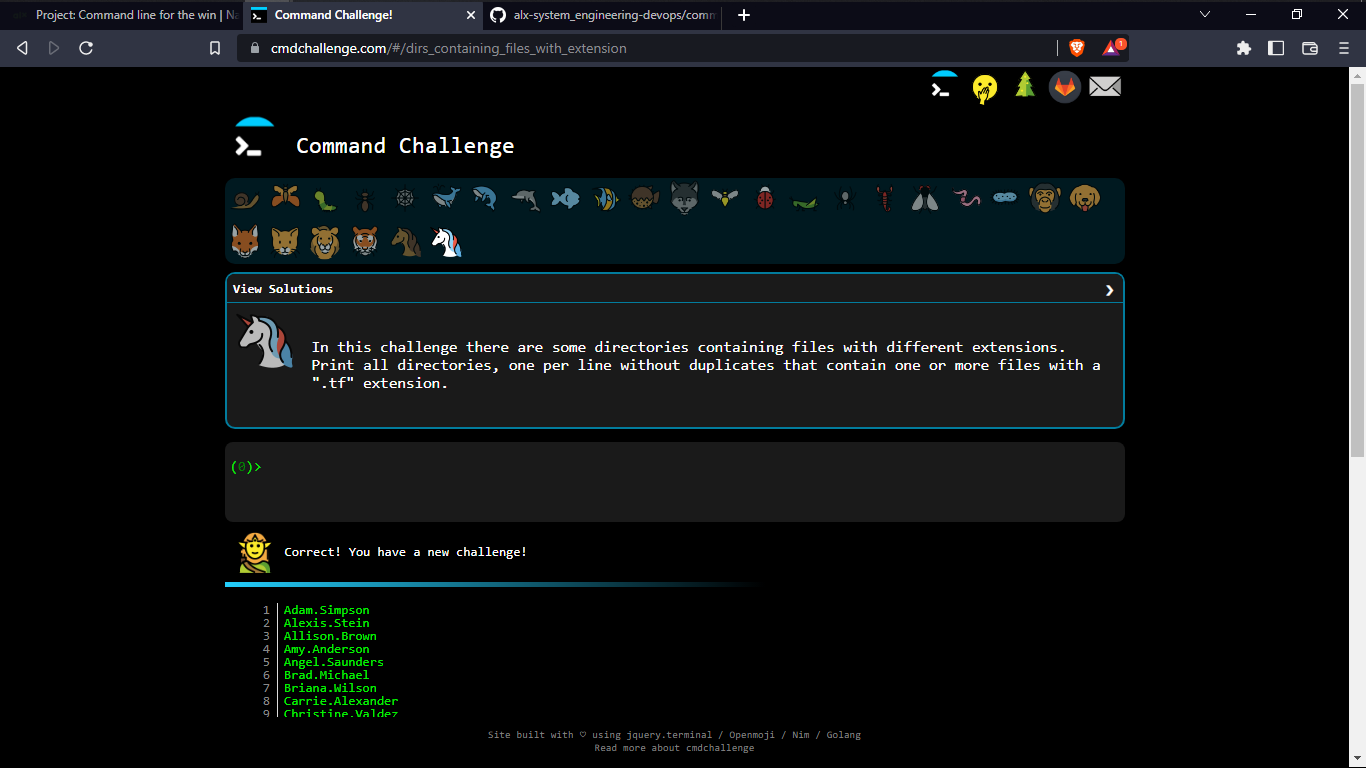 Project: Command line for the win | Na
Command Challenge!
alx-system_engineering-devops/comm
cmdchallenge.com/#/dirs_containing_files_with_extension
1
Command Challenge
View Solutions
In this challenge there are some directories containing files with different extensions.
Print all directories, one per line without duplicates that contain one or more files with a
".tf" extension.
(0)>
Correct! You have a new challenge!
1 Adam.Simpson
2 Alexis.Stein
3 Allison.Brown
4 Amy.Anderson
5 Angel.Saunders
6 Brad.Michael
7 Briana.Wilson
8 Carrie.Alexander
9 Christine.Valdez
Site built with ♡ using jquery.terminal / Openmoji / Nim / Golang
Read more about cmdchallenge